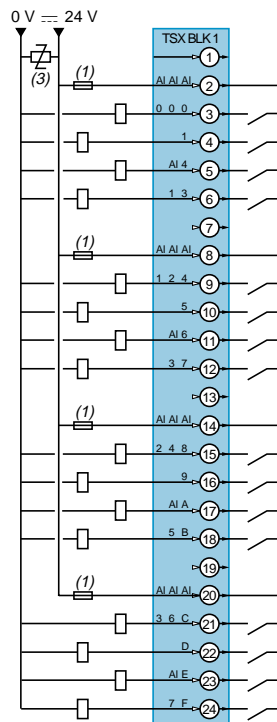 0 V ⎓ 24 V
TSX BLK 1
(3)
1
(1) AI AI AI 2
0 0 0 3
1 4
AI 4 5
1 3 6
7
(1) AI AI AI 8
1 2 4 9
5 10
AI 6 11
3 7 12
13
(1) AI AI AI 14
2 4 8 15
9 16
AI A 17
5 B 18
19
(1) AI AI AI 20
3 6 C 21
D 22
AI E 23
7 F 24